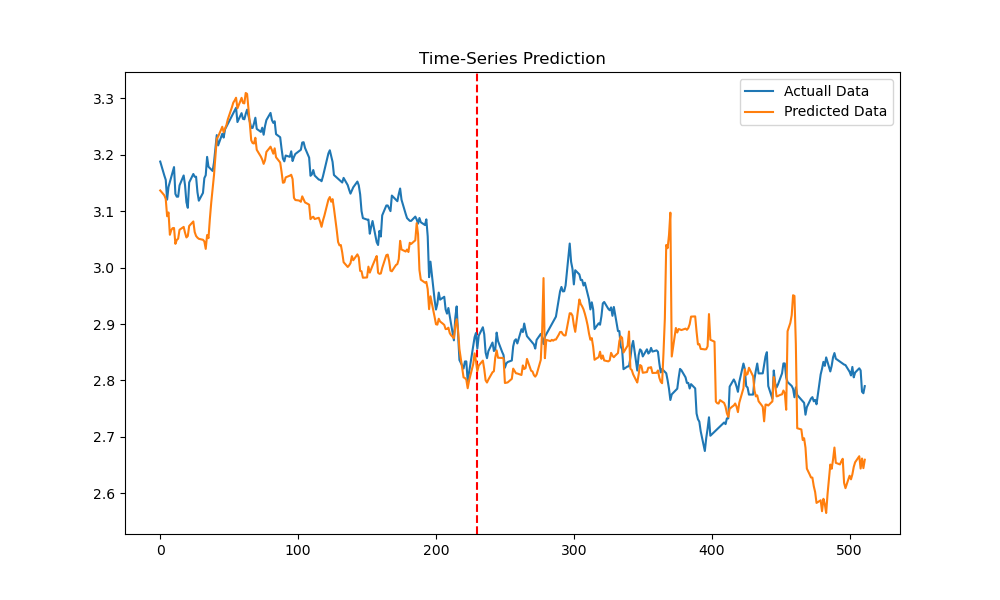 Time-Series Prediction
Actuall Data
Predicted Data
3.3
3.2
3.1
3.0
2.9
2.8
2.7
2.6
0 100 200 300 400 500